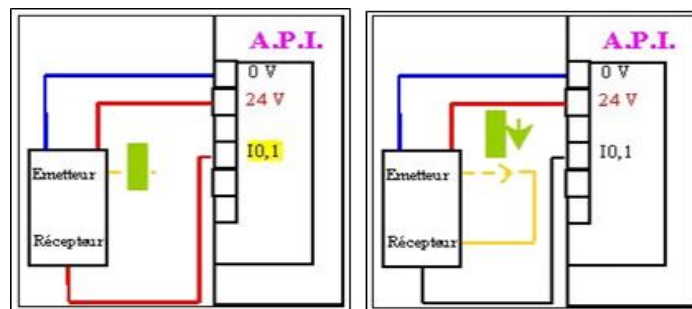 A.P.I.
0 V
24 V
I0,1
Emetteur
Récepteur
A.P.I.
0 V
24 V
I0,1
Emetteur
Récepteur